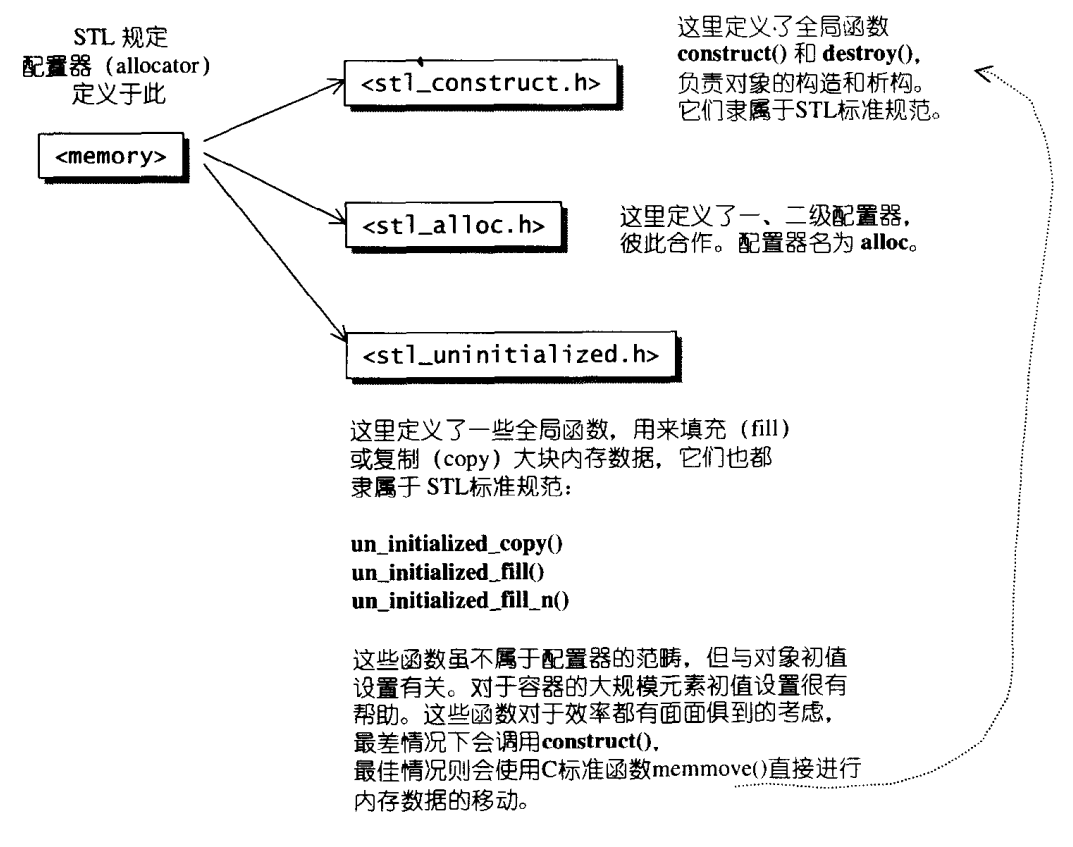 STL 规定
配置器 (allocator)
定义于此
<memory>
<stl_construct.h>
这里定义了全局函数
construct() 和 destroy(),
负责对象的构造和析构。
它们隶属于STL标准规范。
<stl_alloc.h>
这里定义了一、二级配置器,
彼此合作。配置器名为 alloc。
<stl_uninitialized.h>
这里定义了一些全局函数, 用来填充 (fill)
或复制 (copy) 大块内存数据, 它们也都
隶属于 STL标准规范:
un_initialized_copy()
un_initialized_fill()
un_initialized_fill_n()
这些函数虽不属于配置器的范畴, 但与对象初值
设置有关。对于容器的大规模元素初值设置很有
帮助。这些函数对于效率都有面面俱到的考虑,
最差情况下会调用construct(),
最佳情况则会使用C标准函数memmove()直接进行
内存数据的移动。